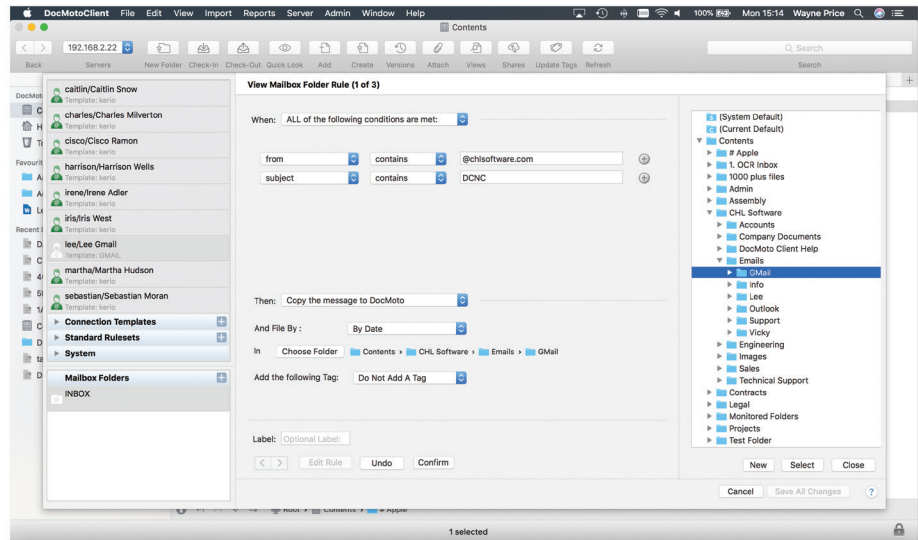 DocMotoClient File Edit View Import Reports Server Admin Window Help 100% Mon 15:14 Wayne Price
Contents
192.168.2.22 Search
Back Servers New Folder Check-In Check-Out Quick Look Add Create Versions Attach Views Shares Update Tags Refresh Search
caitlin/Caitlin Snow
Template: kerio
charles/Charles Milverton
Template: kerio
cisco/Cisco Ramon
Template: kerio
harrison/Harrison Wells
Template: kerio
irene/Irene Adler
Template: kerio
iris/Iris West
Template: kerio
lee/Lee Gmail
Template: GMAIL
martha/Martha Hudson
Template: kerio
sebastian/Sebastian Moran
Template: kerio
Connection Templates
Standard Rulesets
System
Mailbox Folders
INBOX
View Mailbox Folder Rule (1 of 3)
When: ALL of the following conditions are met:
from contains @chlsoftware.com
subject contains DCNC
Then: Copy the message to DocMoto
And File By : By Date
In Choose Folder Contents › CHL Software › Emails › GMail
Add the following Tag: Do Not Add A Tag
Label: Optional Label:
< > Edit Rule Undo Confirm
(System Default)
(Current Default)
Contents
# Apple
1. OCR Inbox
1000 plus files
Admin
Assembly
CHL Software
Accounts
Company Documents
DocMoto Client Help
Emails
GMail
Info
Lee
Outlook
Support
Vicky
Engineering
Images
Sales
Technical Support
Contracts
Legal
Monitored Folders
Projects
Test Folder
New Select Close
Cancel Save All Changes ?
1 selected